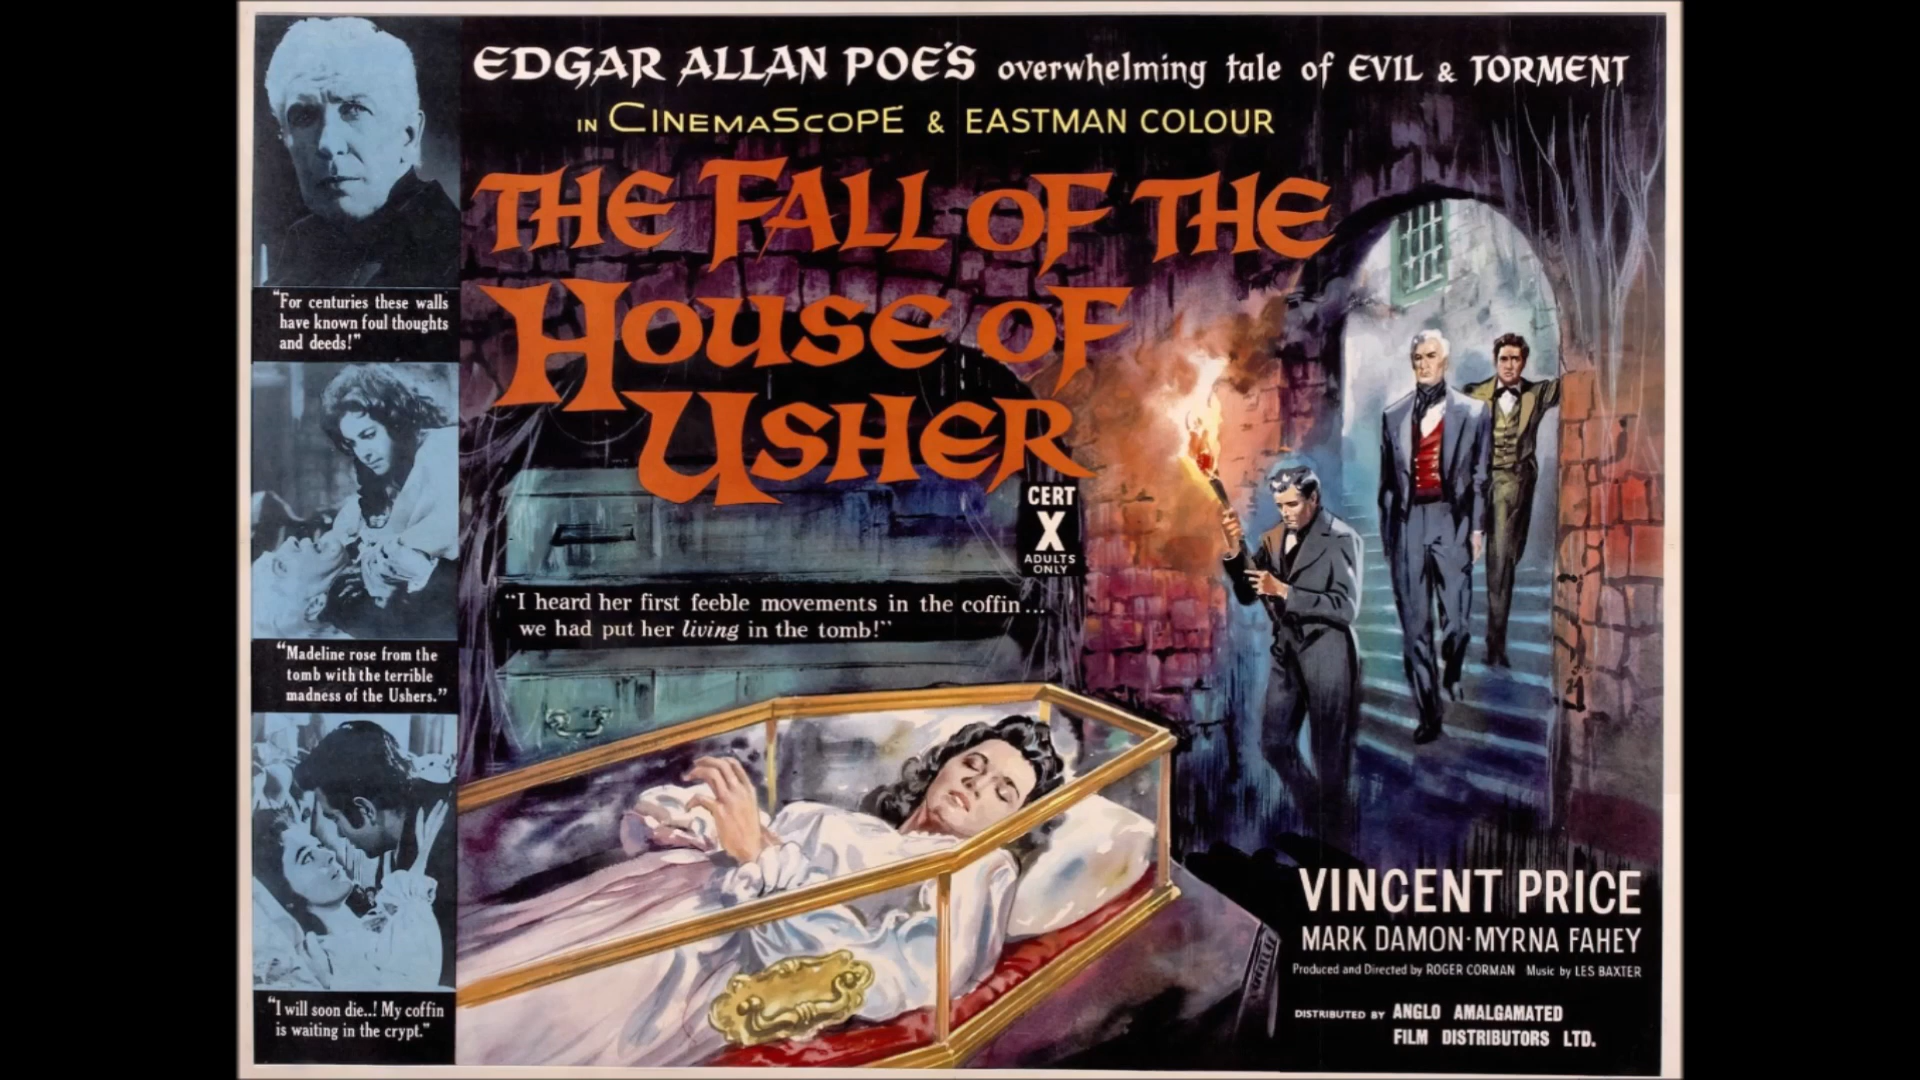 EDGAR ALLAN POE'S overwhelming tale of EVIL & TORMENT
IN CINEMASCOPE & EASTMAN COLOUR
THE FALL OF THE
HOUSE OF
USHER
CERT
X
ADULTS
ONLY
"I heard her first feeble movements in the coffin...
we had put her living in the tomb!"
"For centuries these walls
have known foul thoughts
and deeds!"
"Madeline rose from the
tomb with the terrible
madness of the Ushers."
"I will soon die..! My coffin
is waiting in the crypt."
VINCENT PRICE
MARK DAMON·MYRNA FAHEY
Produced and Directed by ROGER CORMAN Music by LES BAXTER
DISTRIBUTED BY ANGLO AMALGAMATED
FILM DISTRIBUTORS LTD.